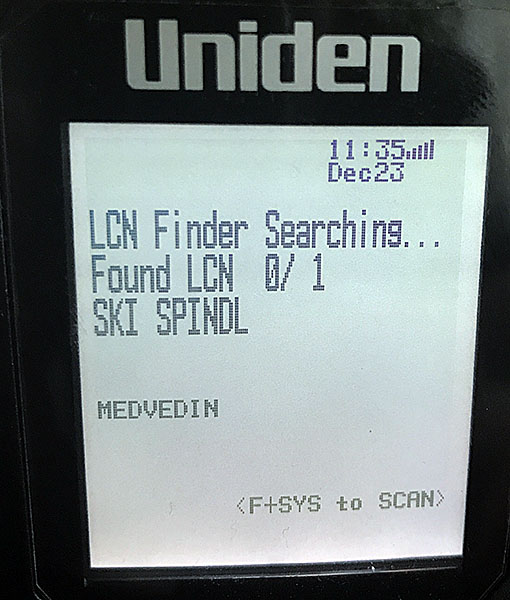 Uniden
11:35
Dec23
LCN Finder Searching...
Found LCN 0/ 1
SKI SPINDL
MEDVEDIN
<F+SYS to SCAN>